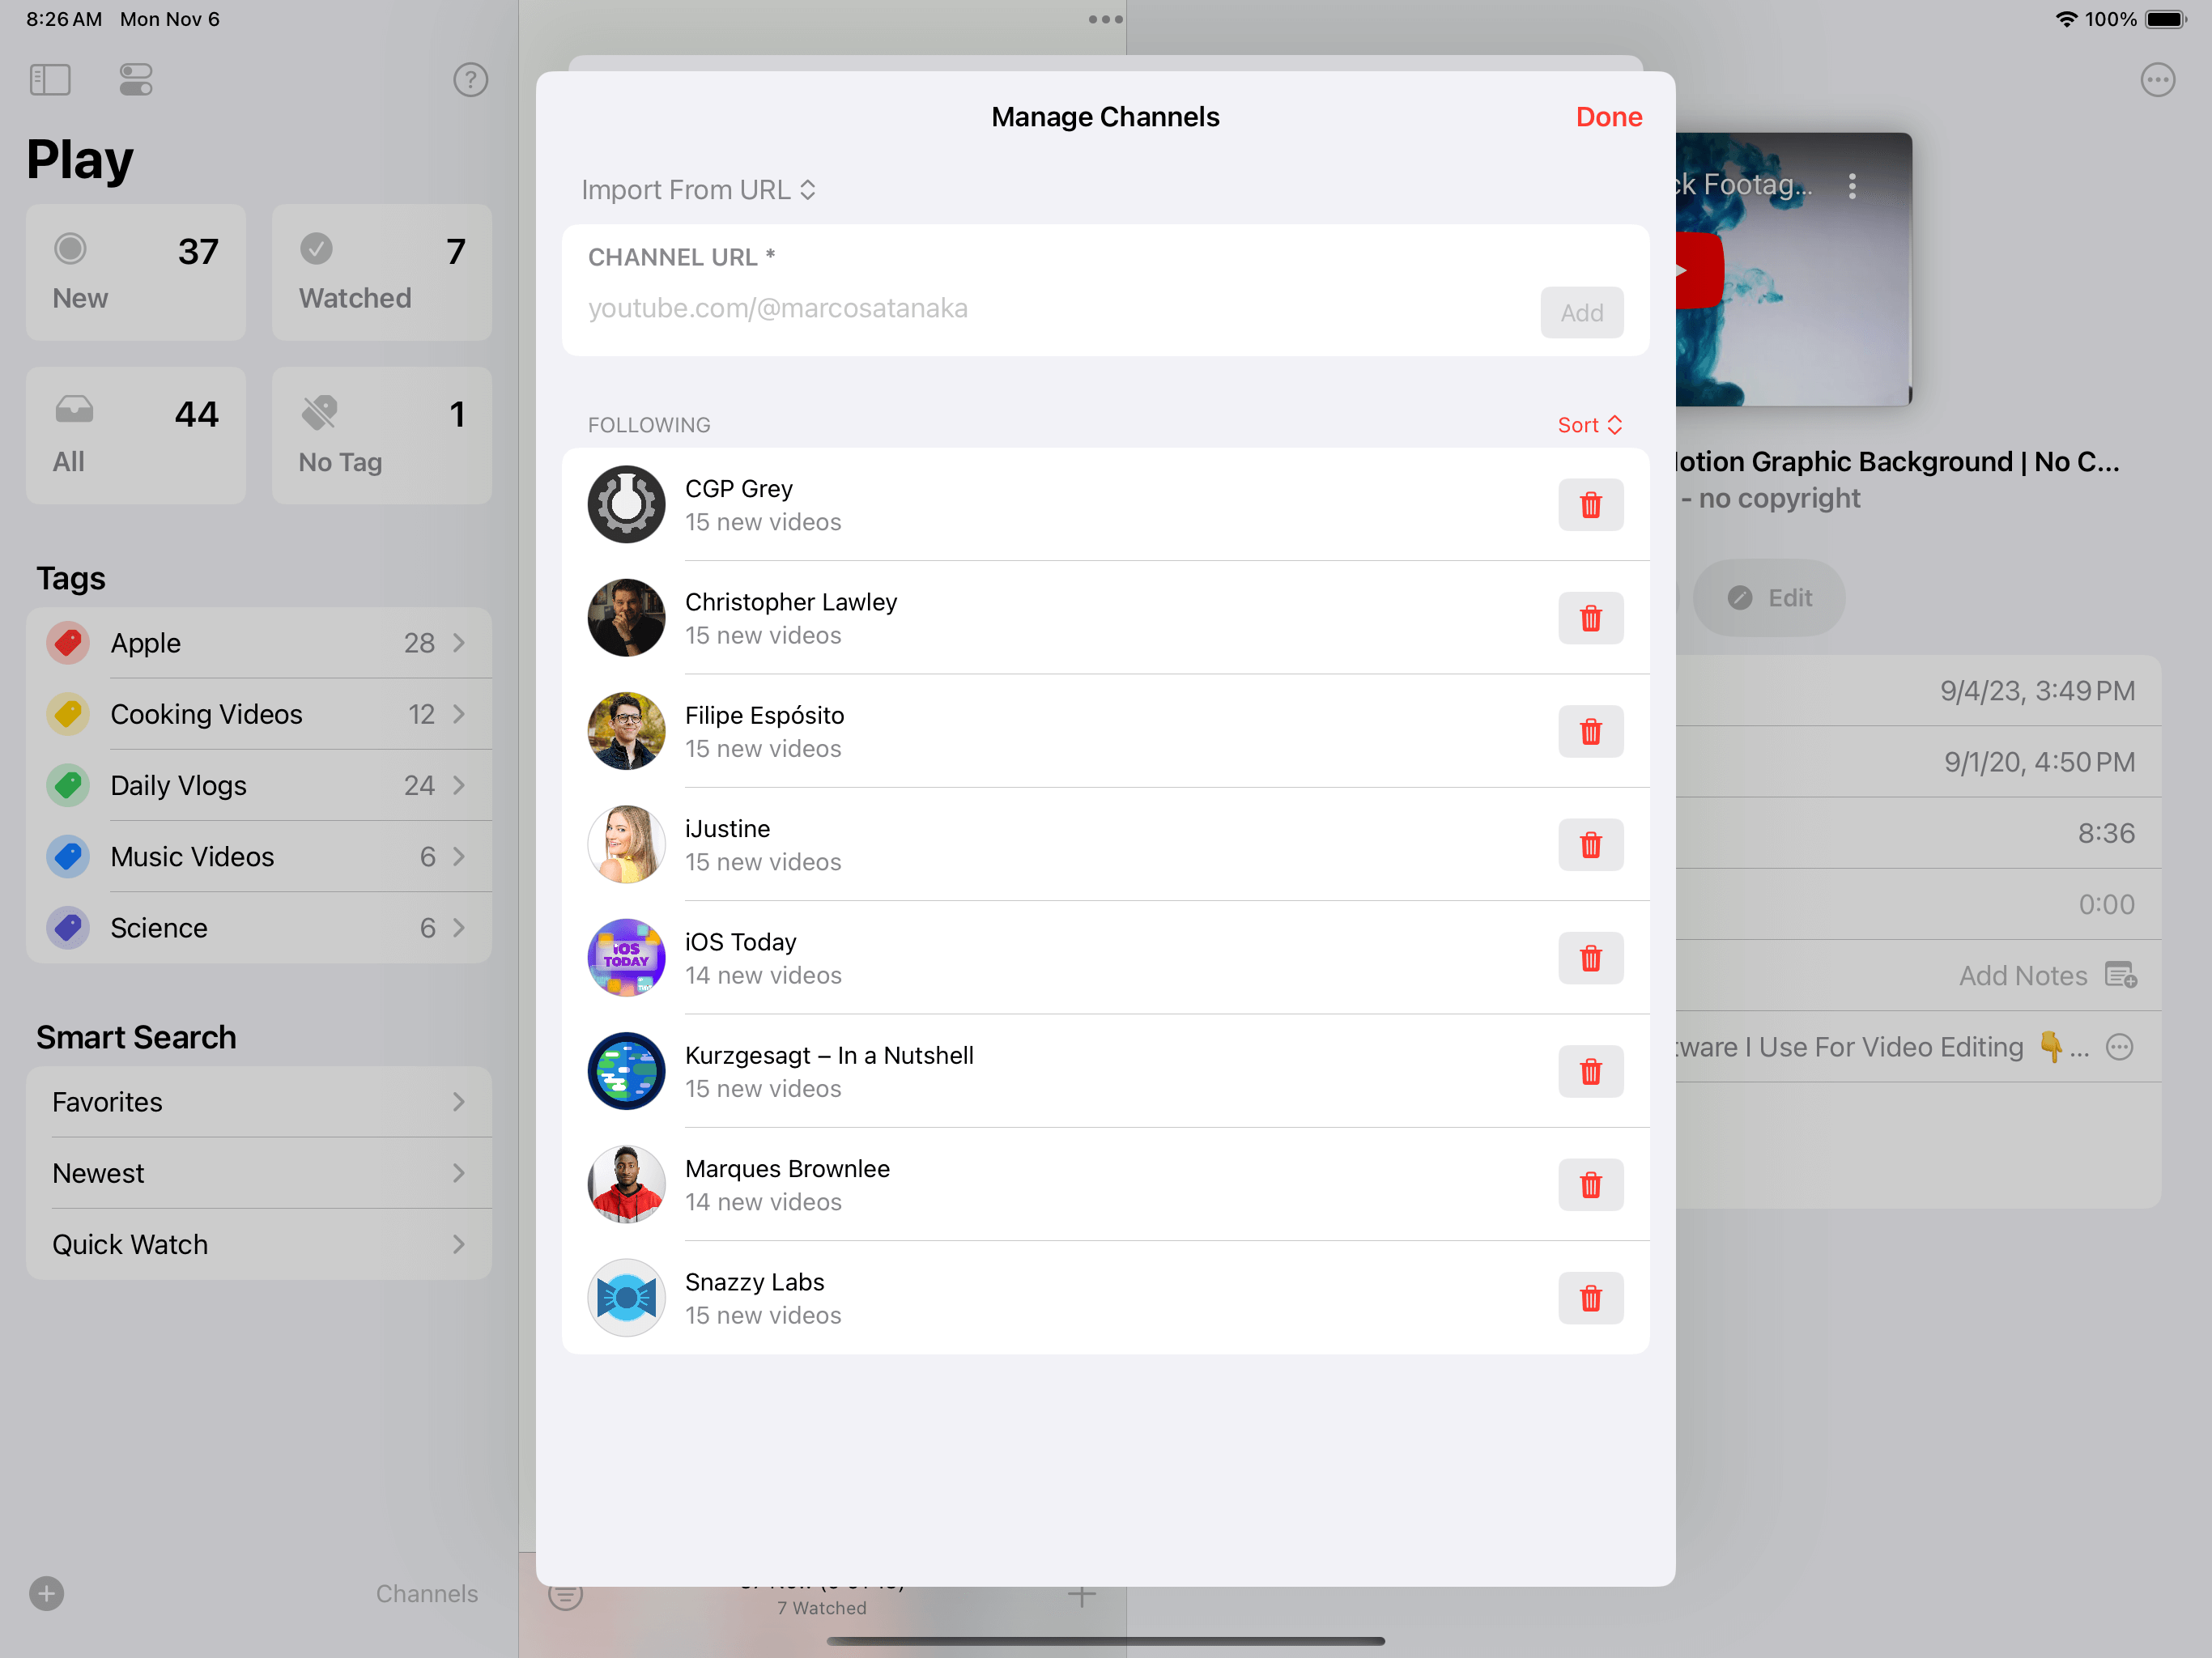 8:26 AM Mon Nov 6
100%
Play
37
New
7
Watched
44
All
1
No Tag
Tags
Apple 28
Cooking Videos 12
Daily Vlogs 24
Music Videos 6
Science 6
Smart Search
Favorites
Newest
Quick Watch
Channels
Manage Channels
Done
Import From URL
CHANNEL URL *
youtube.com/@marcosatanaka
Add
FOLLOWING
Sort
CGP Grey
15 new videos
Christopher Lawley
15 new videos
Filipe Espósito
15 new videos
iJustine
15 new videos
iOS TODAY
iOS Today
14 new videos
Kurzgesagt – In a Nutshell
15 new videos
Marques Brownlee
14 new videos
Snazzy Labs
15 new videos
7 Watched
ck Footag...
otion Graphic Background | No C...
- no copyright
Edit
9/4/23, 3:49 PM
9/1/20, 4:50 PM
8:36
0:00
Add Notes
tware I Use For Video Editing 👇...